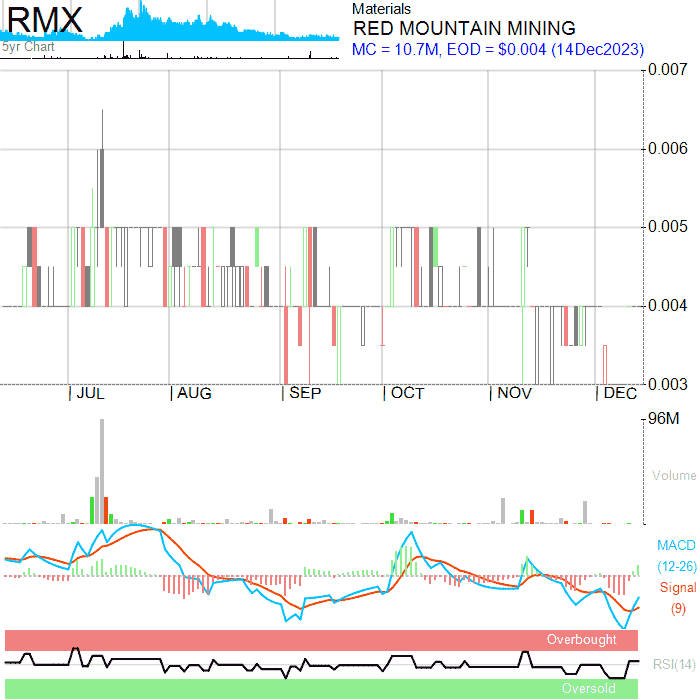 RMX
5yr Chart
Materials
RED MOUNTAIN MINING
MC = 10.7M, EOD = $0.004 (14Dec2023)
0.007
0.006
0.005
0.004
0.003
JUL AUG SEP OCT NOV DEC
96M
Volume
MACD
(12-26)
Signal
(9)
Overbought
RSI(14)
Oversold